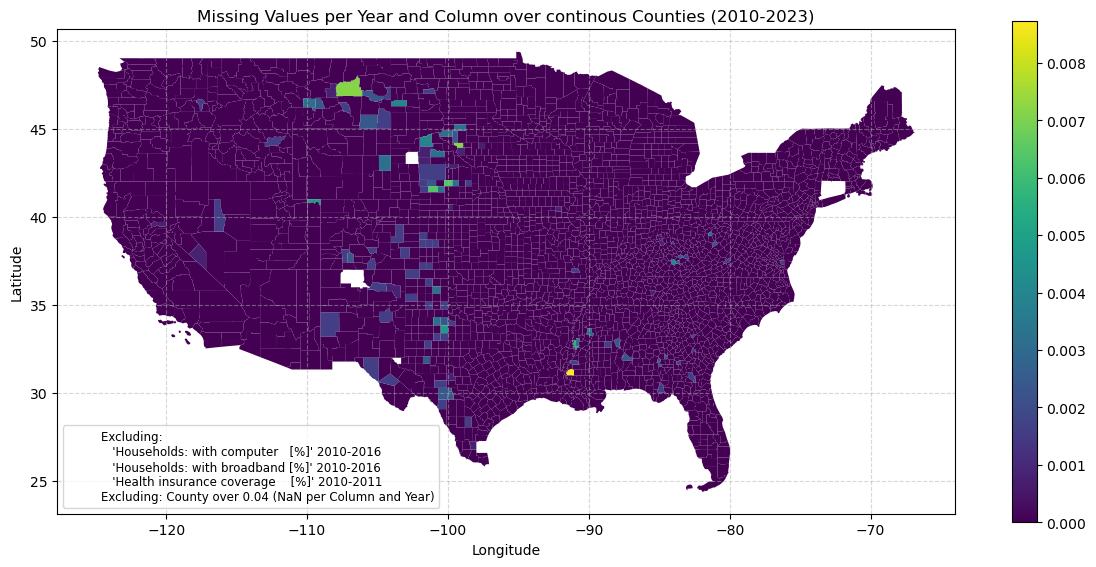 Missing Values per Year and Column over continous Counties (2010-2023)
50
45
40
35
30
25
Latitude
−120
−110
−100
−90
−80
−70
Longitude
Excluding:
'Households: with computer   [%]' 2010-2016
'Households: with broadband [%]' 2010-2016
'Health insurance coverage    [%]' 2010-2011
Excluding: County over 0.04 (NaN per Column and Year)
0.008
0.007
0.006
0.005
0.004
0.003
0.002
0.001
0.000